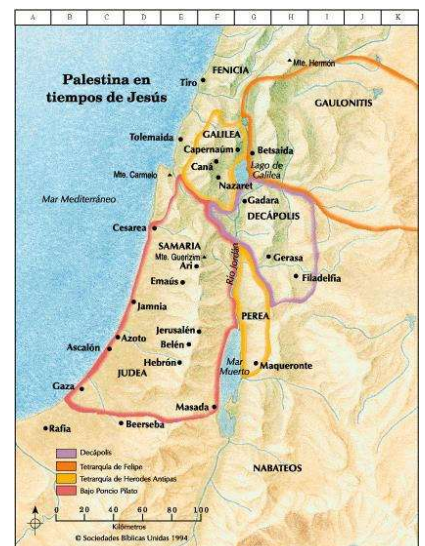 A B C D E F G H J K
Palestina en
tiempos de Jesús
FENICIA
Mte. Hermón
Tiro
GAULONITIS
Tolemaida
GALILEA
Capernaúm
Betsaida
Caná
Lago de
Galilea
Mte. Carmelo
Nazaret
Mar Mediterráneo
Gadara
DECÁPOLIS
Cesarea
SAMARIA
Mte. Guerizim
Ari
Río Jordán
Gerasa
Filadelfia
Emaús
Jamnia
PEREA
Jerusalén
Azoto
Belén
Ascalón
Hebrón
Mar
Muerto
Maqueronte
JUDEA
Gaza
Masada
Beerseba
Rafia
Decápolis
Tetrarquía de Felipe
Tetrarquía de Herodes Antipas
Bajo Poncio Pilato
NABATEOS
0 20 40 60 80 100
Kilómetros
© Sociedades Bíblicas Unidas 1994